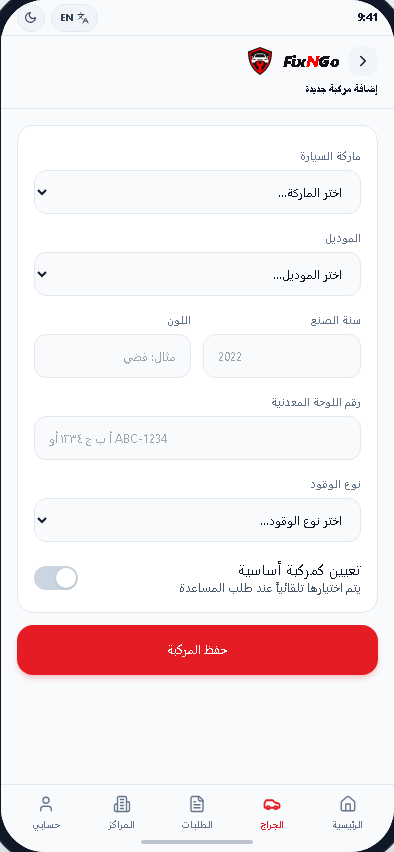 9:41
EN
FixNGo
إضافة مركبة جديدة
ماركة السيارة
اختر الماركة...
الموديل
اختر الموديل...
سنة الصنع
اللون
2022
مثال: فضي
رقم اللوحة المعدنية
أ ب ج ١٢٣٤ أو ABC-1234
نوع الوقود
اختر نوع الوقود...
تعيين كمركبة أساسية
يتم اختيارها تلقائياً عند طلب المساعدة
حفظ المركبة
الرئيسية
الجراج
الطلبات
المراكز
حسابي